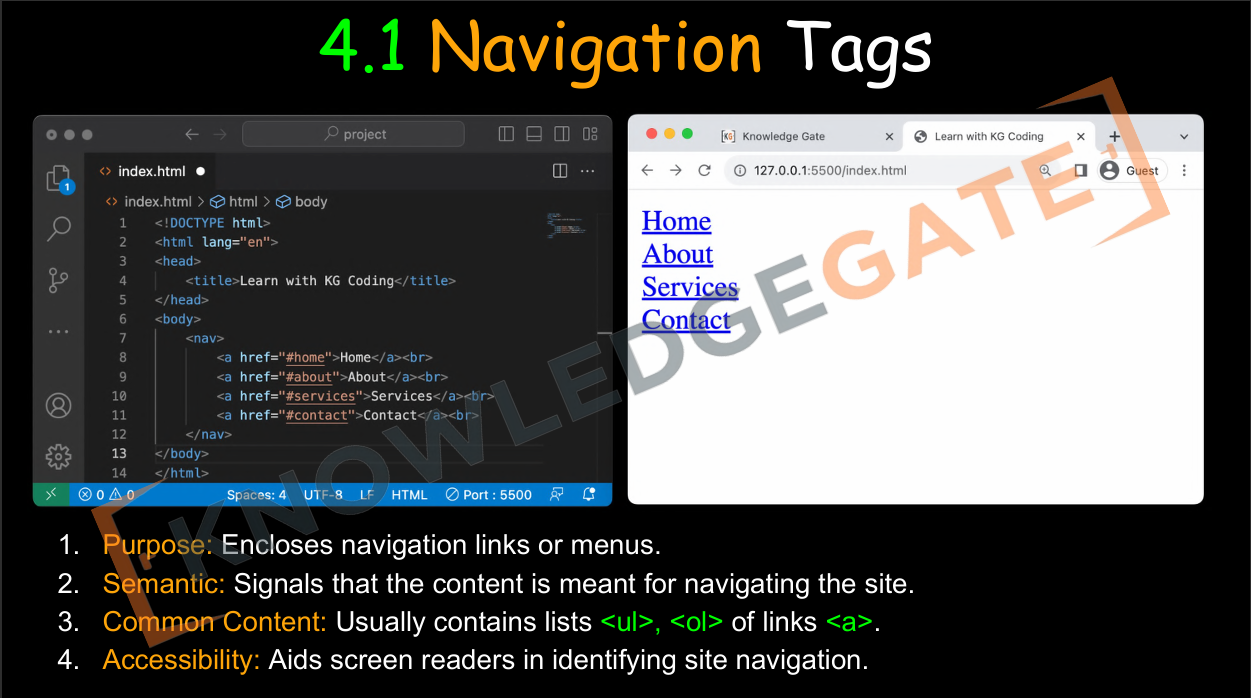 4.1 Navigation Tags
project
index.html
1
index.html > html > body
1 <!DOCTYPE html>
2 <html lang="en">
3 <head>
4 <title>Learn with KG Coding</title>
5 </head>
6 <body>
7 <nav>
8 <a href="#home">Home</a><br>
9 <a href="#about">About</a><br>
10 <a href="#services">Services</a><br>
11 <a href="#contact">Contact</a><br>
12 </nav>
13 </body>
14 </html>
0 0 Spaces: 4 UTF-8 LF HTML Port : 5500
KG Knowledge Gate Learn with KG Coding
127.0.0.1:5500/index.html Guest
Home
About
Services
Contact
KNOWLEDGEGATE
1. Purpose: Encloses navigation links or menus.
2. Semantic: Signals that the content is meant for navigating the site.
3. Common Content: Usually contains lists <ul>, <ol> of links <a>.
4. Accessibility: Aids screen readers in identifying site navigation.